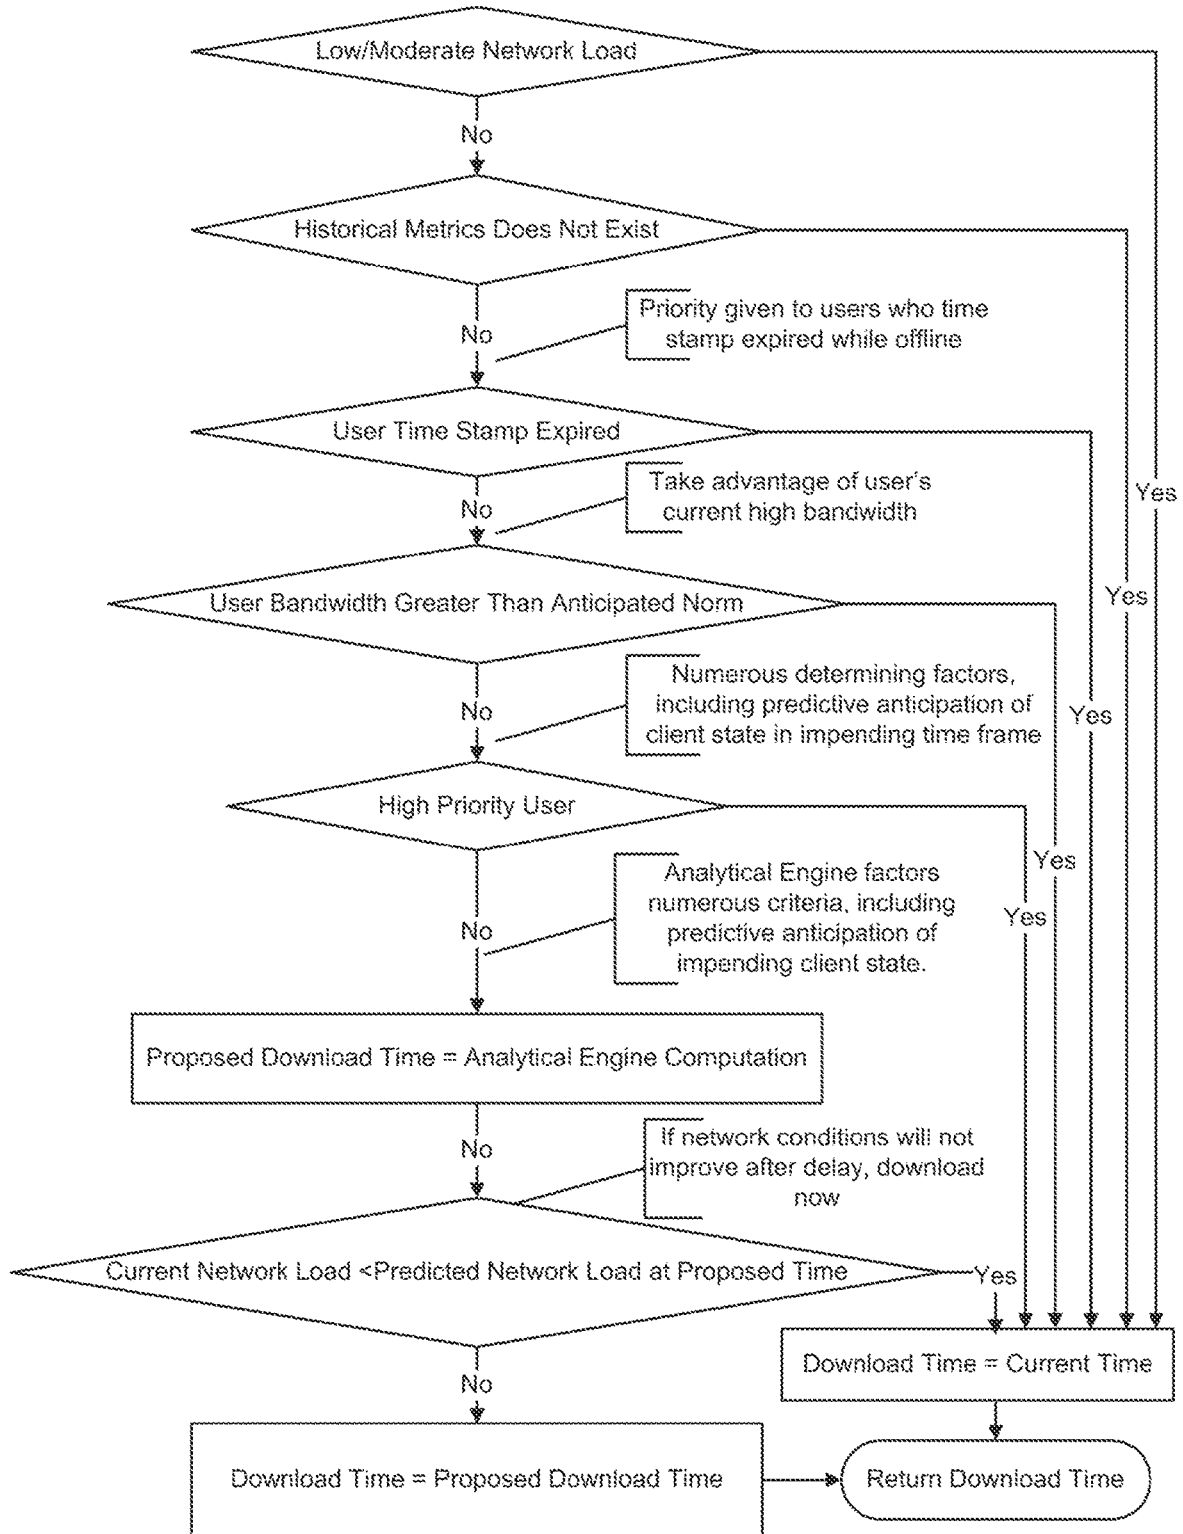 Low/Moderate Network Load
No
Historical Metrics Does Not Exist
No
Priority given to users who time
stamp expired while offline
User Time Stamp Expired
No
Take advantage of user's
current high bandwidth
Yes
User Bandwidth Greater Than Anticipated Norm
Yes
No
Numerous determining factors,
including predictive anticipation of
client state in impending time frame
Yes
High Priority User
Yes
No
Analytical Engine factors
numerous criteria, including
predictive anticipation of
impending client state.
Yes
Proposed Download Time = Analytical Engine Computation
No
If network conditions will not
improve after delay, download
now
Current Network Load <Predicted Network Load at Proposed Time
Yes
No
Download Time = Current Time
Download Time = Proposed Download Time
Return Download Time